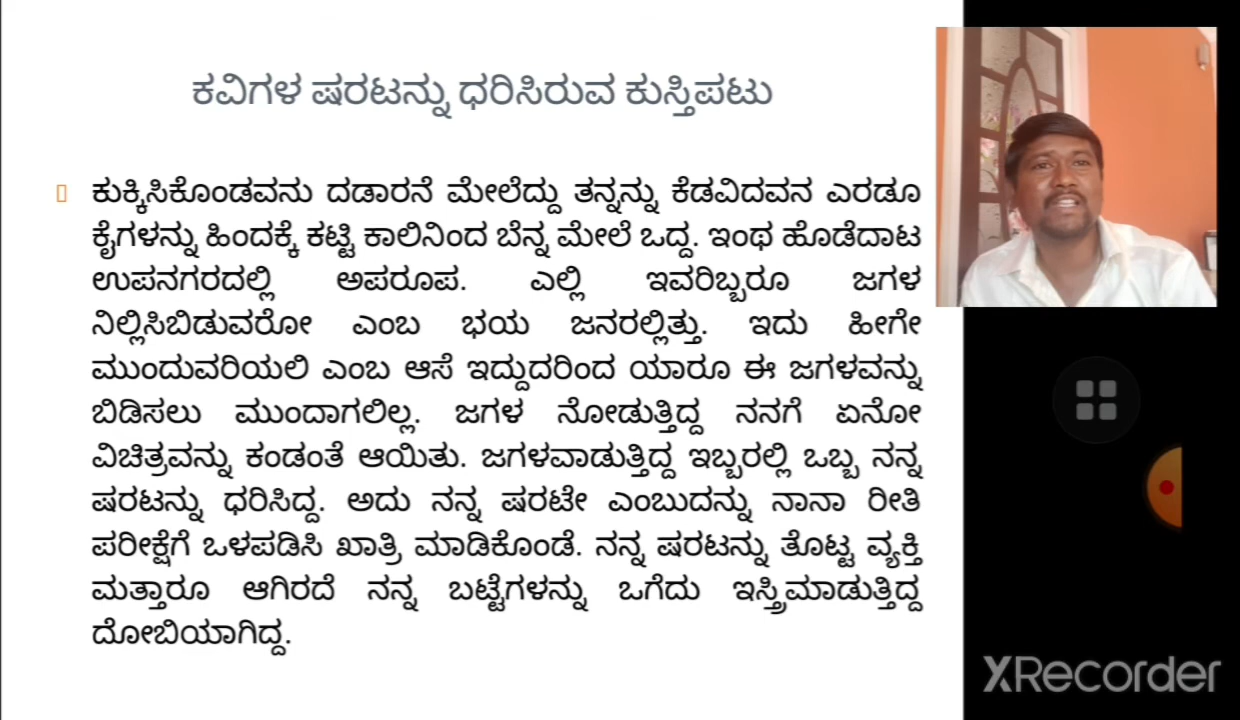 ಕವಿಗಳ ಷರಟನ್ನು ಧರಿಸಿರುವ ಕುಸ್ತಿಪಟು
ಕುಕ್ಕಿಸಿಕೊಂಡವನು ದಡಾರನೆ ಮೇಲೆದ್ದು ತನ್ನನ್ನು ಕೆಡವಿದವನ ಎರಡೂ
ಕೈಗಳನ್ನು ಹಿಂದಕ್ಕೆ ಕಟ್ಟಿ ಕಾಲಿನಿಂದ ಬೆನ್ನ ಮೇಲೆ ಒದ್ದ. ಇಂಥ ಹೊಡೆದಾಟ
ಉಪನಗರದಲ್ಲಿ ಅಪರೂಪ. ಎಲ್ಲಿ ಇವರಿಬ್ಬರೂ ಜಗಳ
ನಿಲ್ಲಿಸಿಬಿಡುವರೋ ಎಂಬ ಭಯ ಜನರಲ್ಲಿತ್ತು. ಇದು ಹೀಗೇ
ಮುಂದುವರಿಯಲಿ ಎಂಬ ಆಸೆ ಇದ್ದುದರಿಂದ ಯಾರೂ ಈ ಜಗಳವನ್ನು
ಬಿಡಿಸಲು ಮುಂದಾಗಲಿಲ್ಲ. ಜಗಳ ನೋಡುತ್ತಿದ್ದ ನನಗೆ ಏನೋ
ವಿಚಿತ್ರವನ್ನು ಕಂಡಂತೆ ಆಯಿತು. ಜಗಳವಾಡುತ್ತಿದ್ದ ಇಬ್ಬರಲ್ಲಿ ಒಬ್ಬ ನನ್ನ
ಷರಟನ್ನು ಧರಿಸಿದ್ದ. ಅದು ನನ್ನ ಷರಟೇ ಎಂಬುದನ್ನು ನಾನಾ ರೀತಿ
ಪರೀಕ್ಷೆಗೆ ಒಳಪಡಿಸಿ ಖಾತ್ರಿ ಮಾಡಿಕೊಂಡೆ. ನನ್ನ ಷರಟನ್ನು ತೊಟ್ಟ ವ್ಯಕ್ತಿ
ಮತ್ತಾರೂ ಆಗಿರದೆ ನನ್ನ ಬಟ್ಟೆಗಳನ್ನು ಒಗೆದು ಇಸ್ತ್ರಿಮಾಡುತ್ತಿದ್ದ
ದೋಬಿಯಾಗಿದ್ದ.
XRecorder